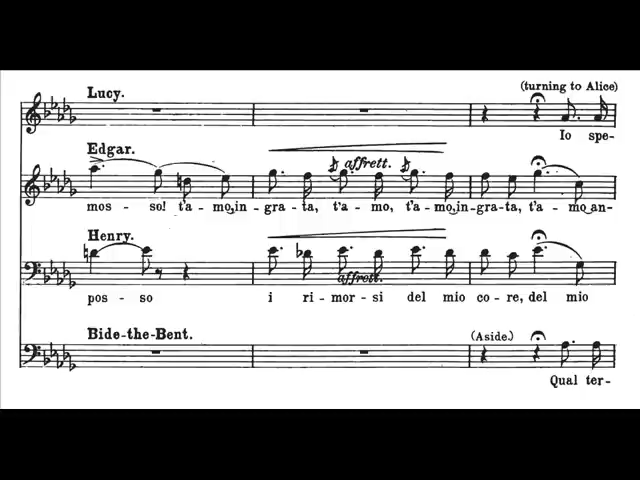 Lucy.
(turning to Alice)
Io spe-
Edgar.
affrett.
mos - so! t'a - mo, in - gra - ta, t'a - mo, t'a - mo, in - gra - ta, t'a - mo an-
Henry.
affrett.
pos - so i ri - mor - si del mio co - re, del mio
Bide-the-Bent.
(Aside.)
Qual ter-